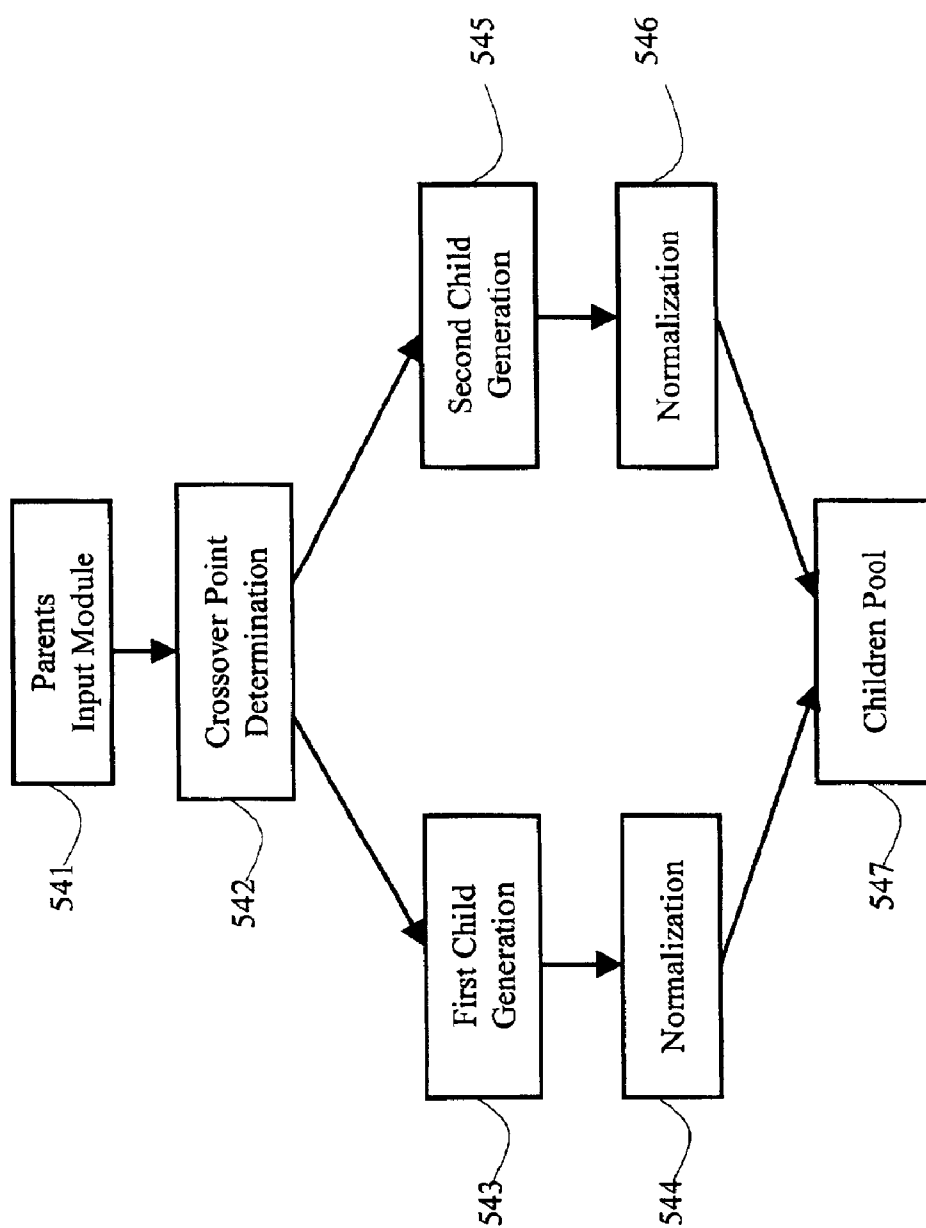 Parents
Input Module
541
Crossover Point
Determination
542
First Child
Generation
543
Second Child
Generation
545
Normalization
544
Normalization
546
Children Pool
547